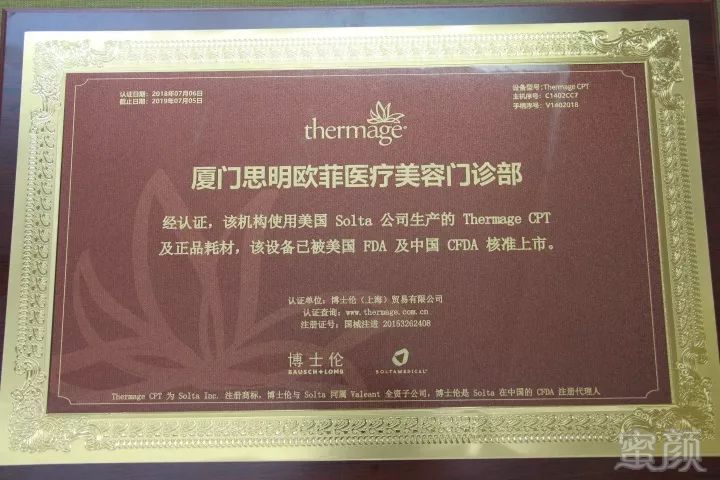 认证日期：2018年07月06日
截止日期：2019年07月05日
设备型号：Thermage CPT
主机序号：C1402CC7
手柄序号：V1402018
thermage®
厦门思明欧菲医疗美容门诊部
经认证，该机构使用美国 Solta 公司生产的 Thermage CPT
及正品耗材，该设备已被美国 FDA 及中国 CFDA 核准上市。
认证单位：博士伦（上海）贸易有限公司
认证查询：www.thermage.com.cn
注册证号：国械注进 20153262408
博士伦
BAUSCH+LOMB
SOLTAMEDICAL
Thermage CPT 为 Solta Inc. 注册商标，博士伦与 Solta 同属 Valeant 全资子公司，博士伦是 Solta 在中国的 CFDA 注册代理人
蜜颜